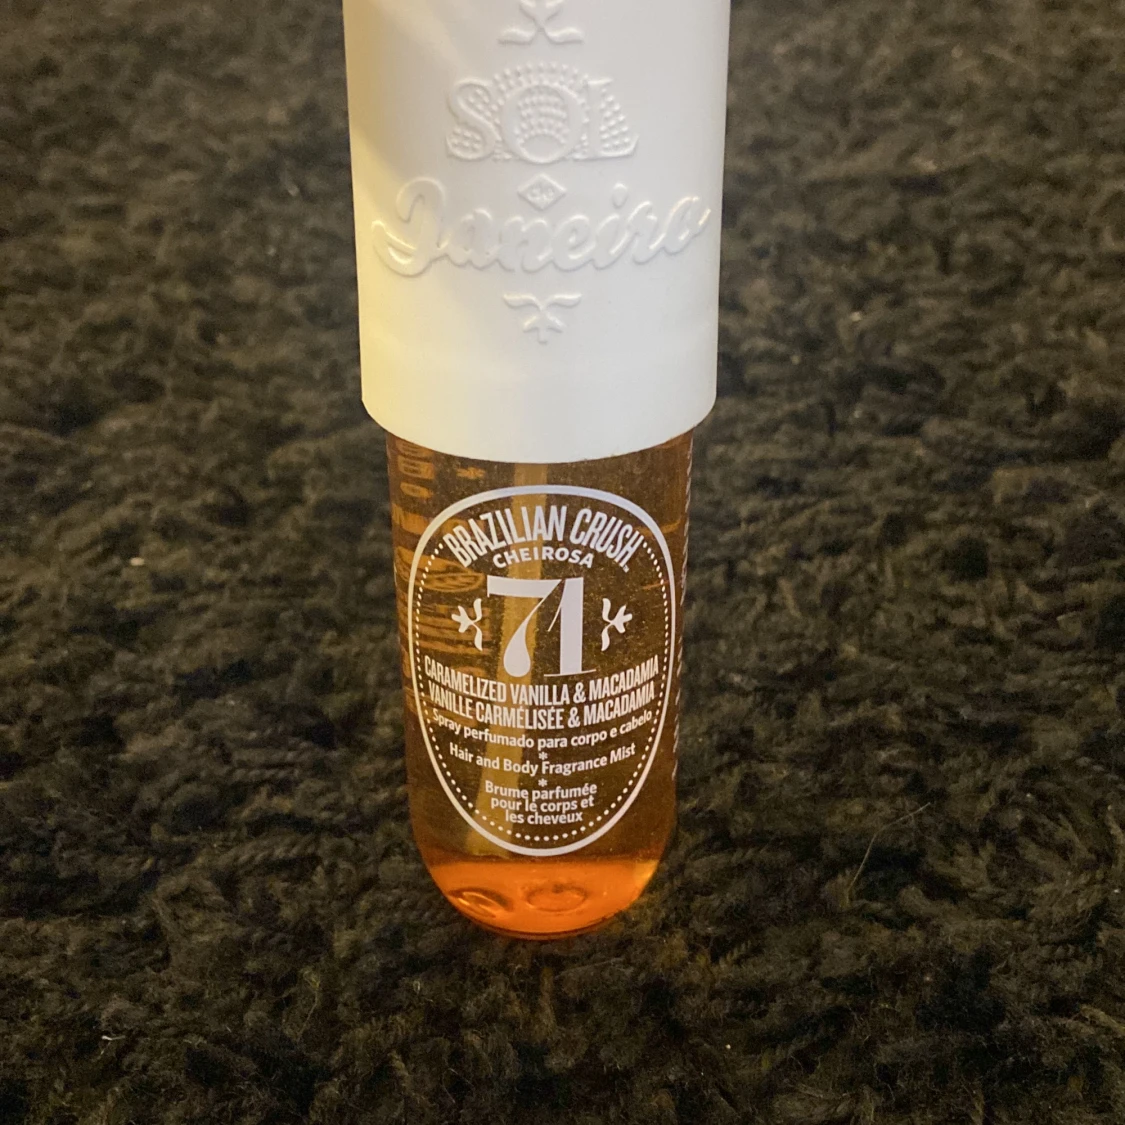 SOL
de
Janeiro
BRAZILIAN CRUSH
CHEIROSA
71
CARAMELIZED VANILLA & MACADAMIA
VANILLE CARMÉLISÉE & MACADAMIA
Spray perfumado para corpo e cabelo
*
Hair and Body Fragrance Mist
*
Brume parfumée
pour le corps et
les cheveux